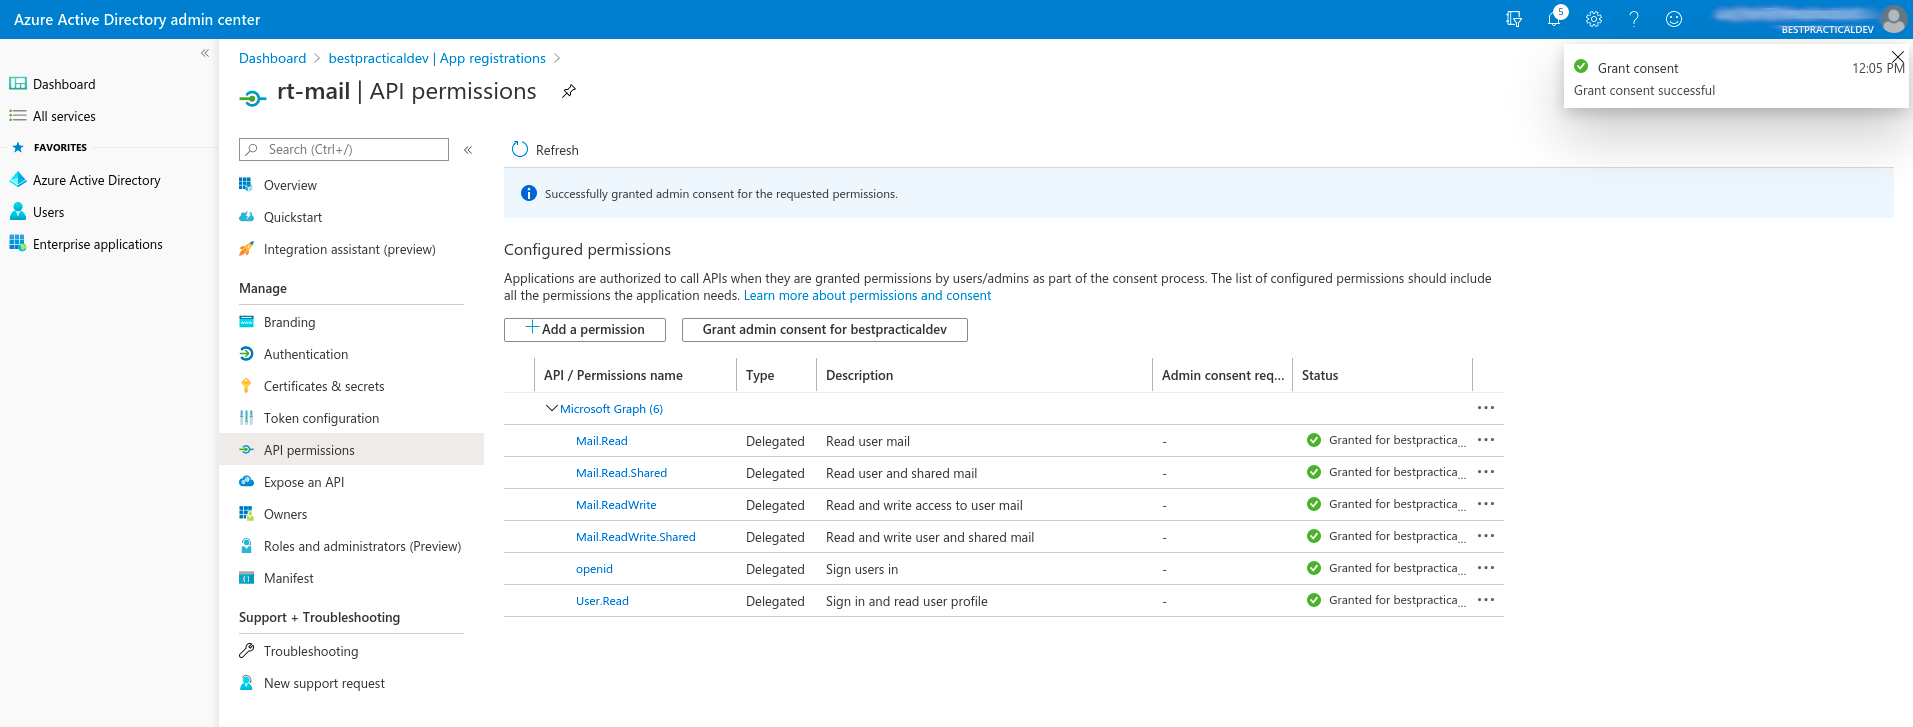 Azure Active Directory admin center
5
BESTPRACTICALDEV
Dashboard
All services
FAVORITES
Azure Active Directory
Users
Enterprise applications
Dashboard > bestpracticaldev | App registrations >
rt-mail | API permissions
Grant consent 12:05 PM
Grant consent successful
Search (Ctrl+/)
Overview
Quickstart
Integration assistant (preview)
Manage
Branding
Authentication
Certificates & secrets
Token configuration
API permissions
Expose an API
Owners
Roles and administrators (Preview)
Manifest
Support + Troubleshooting
Troubleshooting
New support request
Refresh
Successfully granted admin consent for the requested permissions.
Configured permissions
Applications are authorized to call APIs when they are granted permissions by users/admins as part of the consent process. The list of configured permissions should include
all the permissions the application needs. Learn more about permissions and consent
Add a permission Grant admin consent for bestpracticaldev
API / Permissions name Type Description Admin consent req... Status
Microsoft Graph (6) ...
Mail.Read Delegated Read user mail - Granted for bestpractica... ...
Mail.Read.Shared Delegated Read user and shared mail - Granted for bestpractica... ...
Mail.ReadWrite Delegated Read and write access to user mail - Granted for bestpractica... ...
Mail.ReadWrite.Shared Delegated Read and write user and shared mail - Granted for bestpractica... ...
openid Delegated Sign users in - Granted for bestpractica... ...
User.Read Delegated Sign in and read user profile - Granted for bestpractica... ...